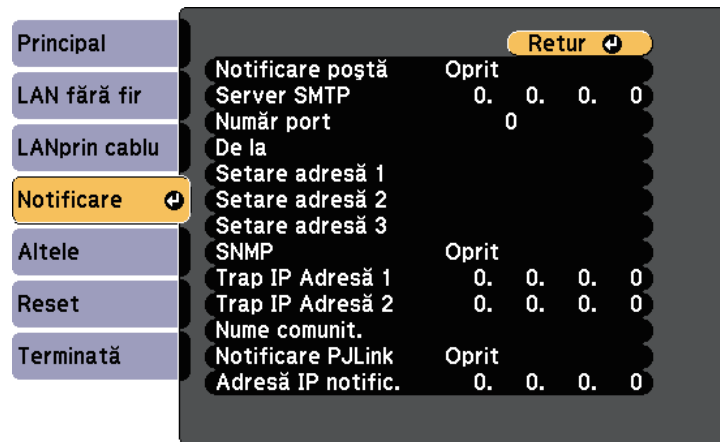 Principal
LAN fără fir
LANprin cablu
Notificare
Altele
Reset
Terminată
Retur
Notificare poştă Oprit
Server SMTP 0. 0. 0. 0
Număr port 0
De la
Setare adresă 1
Setare adresă 2
Setare adresă 3
SNMP Oprit
Trap IP Adresă 1 0. 0. 0. 0
Trap IP Adresă 2 0. 0. 0. 0
Nume comunit.
Notificare PJLink Oprit
Adresă IP notific. 0. 0. 0. 0